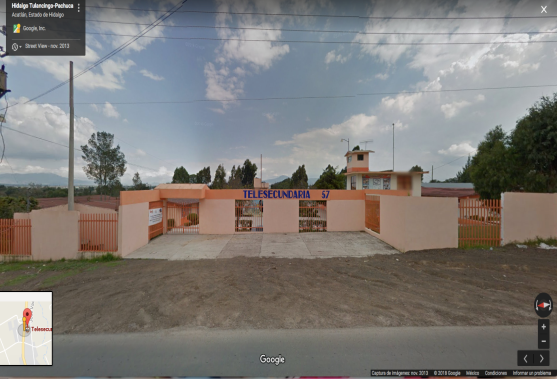 Hidalgo Tulancingo-Pachuca
Acatlán, Estado de Hidalgo
Google, Inc.
Street View - nov. 2013
X
TELESECUNDARIA 57
Telesecu
Google
Captura de imágenes: nov. 2013 © 2018 Google México Condiciones Informar un problema